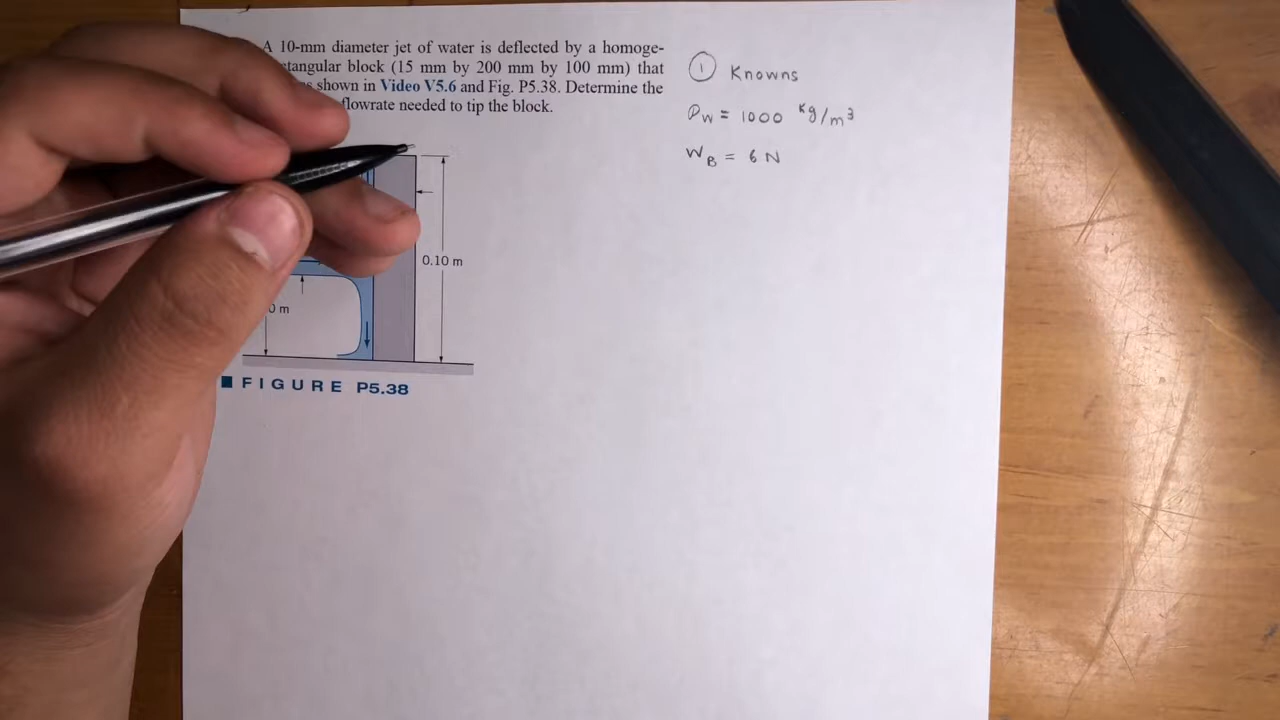 A 10-mm diameter jet of water is deflected by a homoge-
(15 mm by 200 mm by 100 mm) that
shown in Video V5.6 and Fig. P5.38. Determine the
flowrate needed to tip the block.
0.10 m
m
FIGURE P5.38
1 Knowns
ρw = 1000 kg/m³
WB = 6 N